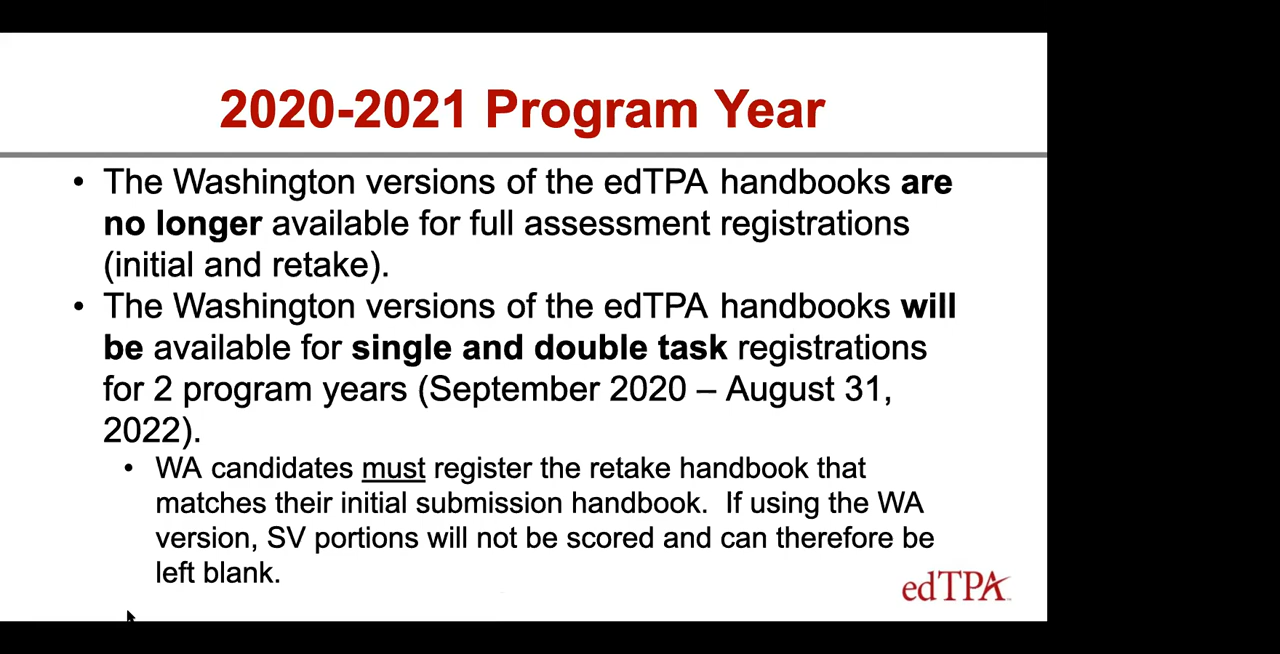 2020-2021 Program Year
• The Washington versions of the edTPA handbooks are
no longer available for full assessment registrations
(initial and retake).
• The Washington versions of the edTPA handbooks will
be available for single and double task registrations
for 2 program years (September 2020 – August 31,
2022).
• WA candidates must register the retake handbook that
matches their initial submission handbook.  If using the WA
version, SV portions will not be scored and can therefore be
left blank.
edTPA